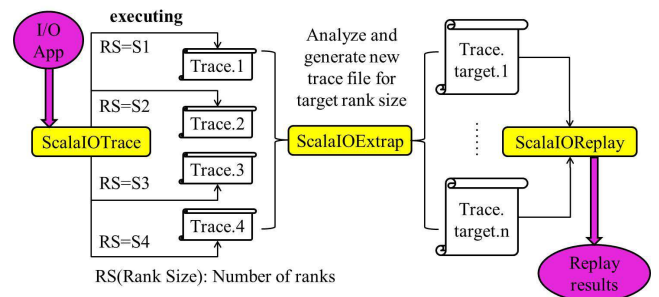 executing
I/O
App
RS=S1
Trace.1
RS=S2
Trace.2
ScalaIOTrace
Trace.3
RS=S3
Trace.4
RS=S4
RS(Rank Size): Number of ranks
Analyze and
generate new
trace file for
target rank size
ScalaIOExtrap
Trace.
target.1
ScalaIOReplay
Trace.
target.n
Replay
results